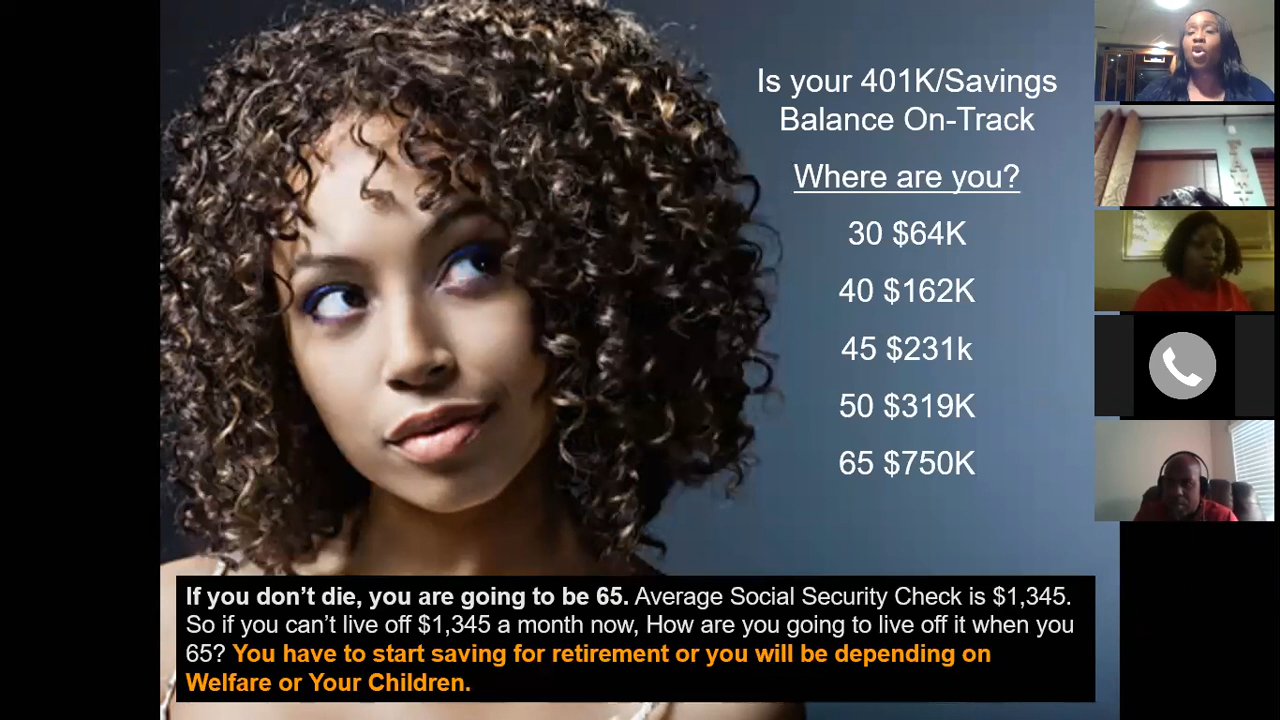 Is your 401K/Savings
Balance On-Track
Where are you?
30 $64K
40 $162K
45 $231k
50 $319K
65 $750K
If you don't die, you are going to be 65. Average Social Security Check is $1,345.
So if you can't live off $1,345 a month now, How are you going to live off it when you
65? You have to start saving for retirement or you will be depending on
Welfare or Your Children.